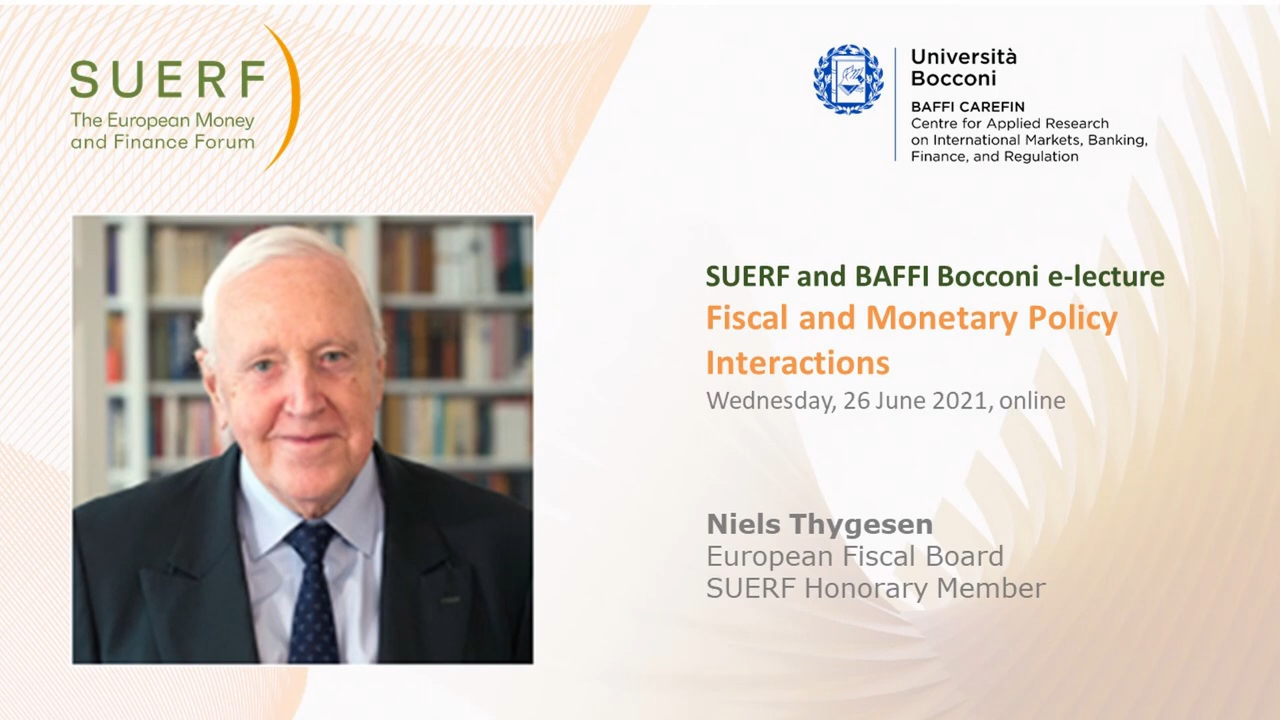 SUERF
The European Money
and Finance Forum
Università
Bocconi
BAFFI CAREFIN
Centre for Applied Research
on International Markets, Banking,
Finance, and Regulation
SUERF and BAFFI Bocconi e-lecture
Fiscal and Monetary Policy
Interactions
Wednesday, 26 June 2021, online
Niels Thygesen
European Fiscal Board
SUERF Honorary Member